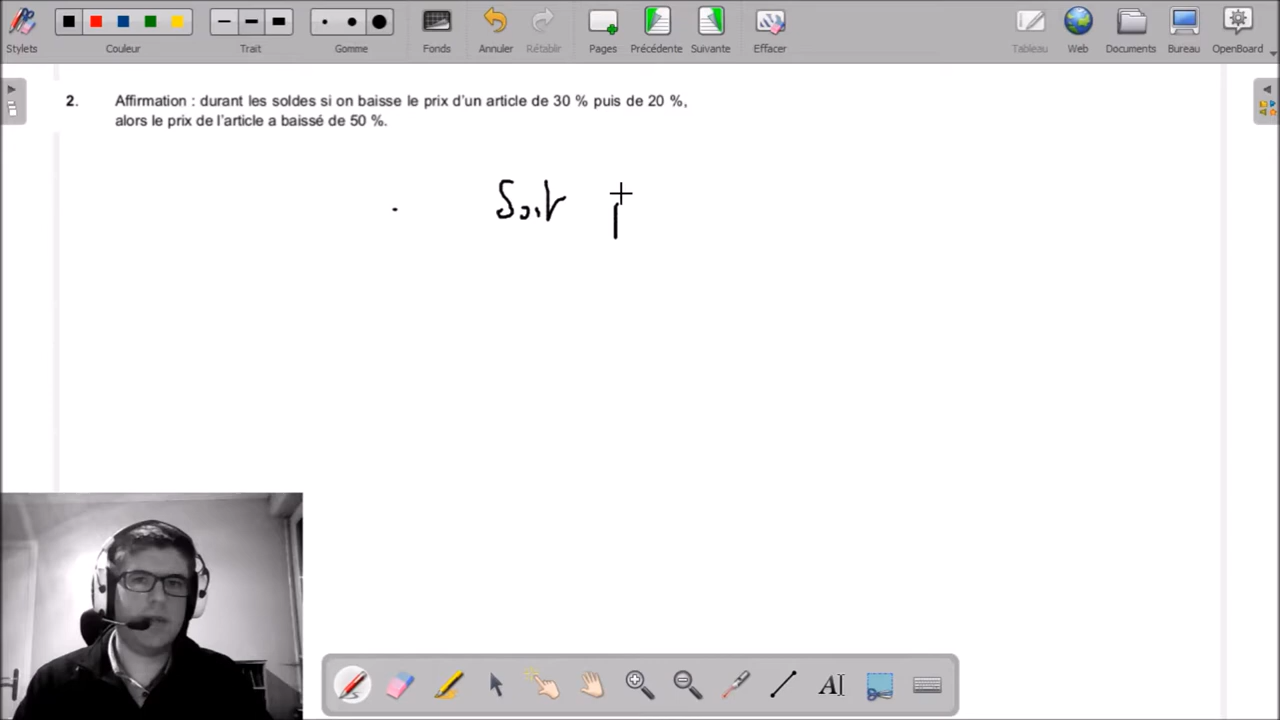 Stylets
Couleur
Trait
Gomme
Fonds
Annuler
Rétablir
Pages
Précédente
Suivante
Effacer
Tableau
Web
Documents
Bureau
OpenBoard
2. Affirmation : durant les soldes si on baisse le prix d'un article de 30 % puis de 20 %,
alors le prix de l'article a baissé de 50 %.
Soit
AI